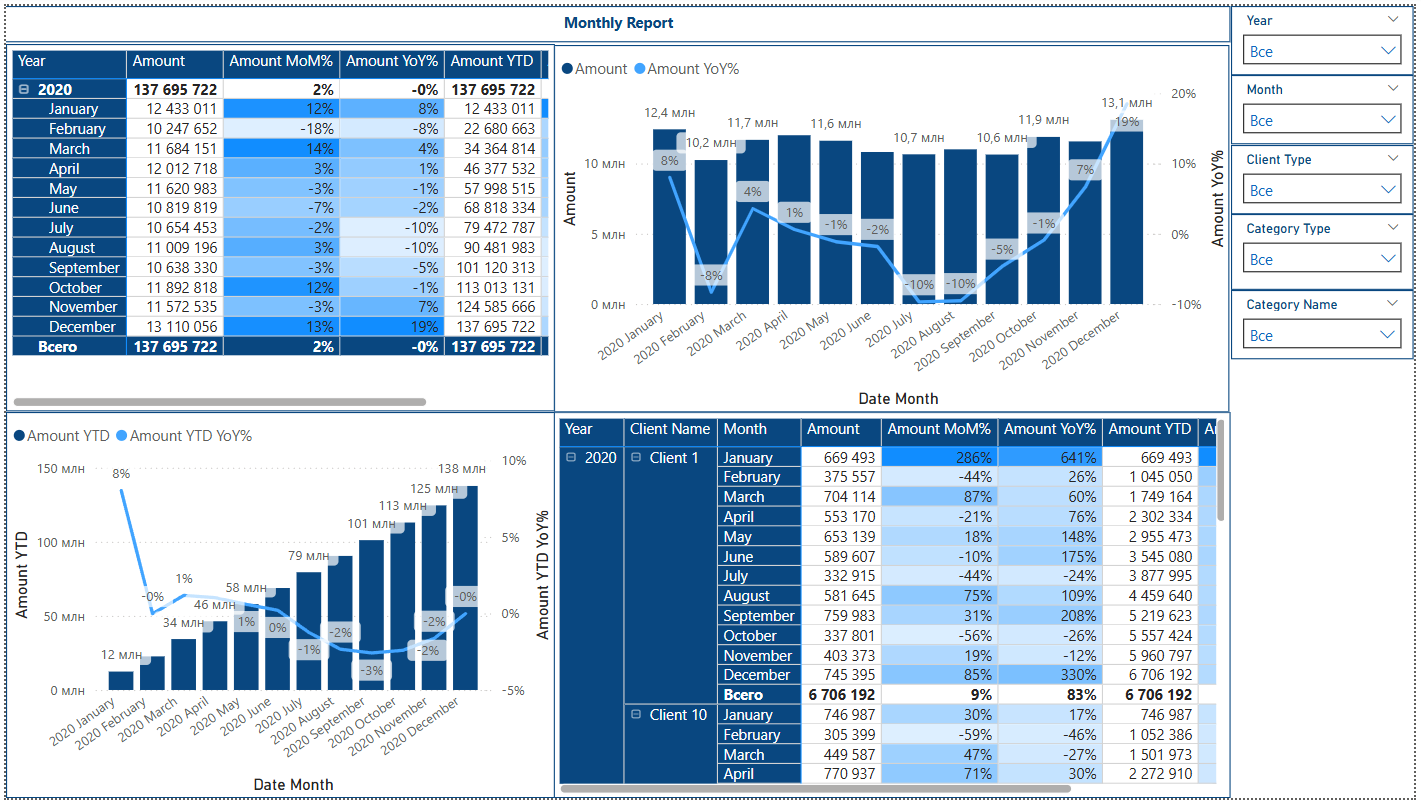 Monthly Report
Year Amount Amount MoM% Amount YoY% Amount YTD
2020 137 695 722 2% -0% 137 695 722
January 12 433 011 12% 8% 12 433 011
February 10 247 652 -18% -8% 22 680 663
March 11 684 151 14% 4% 34 364 814
April 12 012 718 3% 1% 46 377 532
May 11 620 983 -3% -1% 57 998 515
June 10 819 819 -7% -2% 68 818 334
July 10 654 453 -2% -10% 79 472 787
August 11 009 196 3% -10% 90 481 983
September 10 638 330 -3% -5% 101 120 313
October 11 892 818 12% -1% 113 013 131
November 11 572 535 -3% 7% 124 585 666
December 13 110 056 13% 19% 137 695 722
Всего 137 695 722 2% -0% 137 695 722
Amount Amount YoY%
Amount
10 млн
5 млн
0 млн
12,4 млн
10,2 млн
11,7 млн
11,6 млн
10,7 млн
10,6 млн
11,9 млн
13,1 млн
8%
-8%
4%
1%
-1%
-2%
-10%
-10%
-5%
-1%
7%
19%
20%
10%
0%
-10%
Amount YoY%
2020 January
2020 February
2020 March
2020 April
2020 May
2020 June
2020 July
2020 August
2020 September
2020 October
2020 November
2020 December
Date Month
Year
Все
Month
Все
Client Type
Все
Category Type
Все
Category Name
Все
Amount YTD Amount YTD YoY%
Amount YTD
150 млн
100 млн
50 млн
0 млн
12 млн
34 млн
46 млн
58 млн
79 млн
101 млн
113 млн
125 млн
138 млн
8%
-0%
1%
1%
0%
-1%
-2%
-3%
-2%
-2%
-0%
10%
5%
0%
-5%
Amount YTD YoY%
2020 January
2020 February
2020 March
2020 April
2020 May
2020 June
2020 July
2020 August
2020 September
2020 October
2020 November
2020 December
Date Month
Year Client Name Month Amount Amount MoM% Amount YoY% Amount YTD
2020 Client 1 January 669 493 286% 641% 669 493
February 375 557 -44% 26% 1 045 050
March 704 114 87% 60% 1 749 164
April 553 170 -21% 76% 2 302 334
May 653 139 18% 148% 2 955 473
June 589 607 -10% 175% 3 545 080
July 332 915 -44% -24% 3 877 995
August 581 645 75% 109% 4 459 640
September 759 983 31% 208% 5 219 623
October 337 801 -56% -26% 5 557 424
November 403 373 19% -12% 5 960 797
December 745 395 85% 330% 6 706 192
Всего 6 706 192 9% 83% 6 706 192
Client 10 January 746 987 30% 17% 746 987
February 305 399 -59% -46% 1 052 386
March 449 587 47% -27% 1 501 973
April 770 937 71% 30% 2 272 910